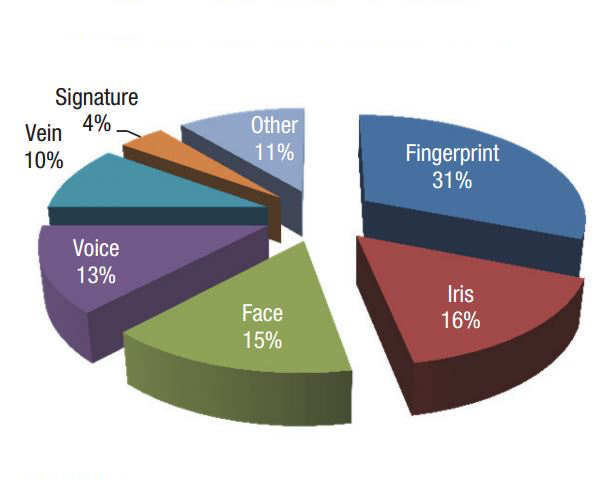 Signature
4%
Vein
10%
Other
11%
Fingerprint
31%
Voice
13%
Iris
16%
Face
15%